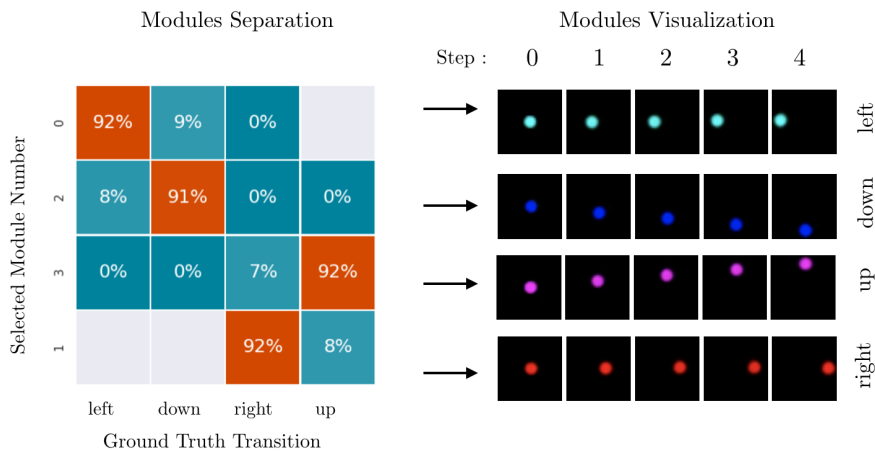 Modules Separation
Modules Visualization
Step : 0 1 2 3 4
Selected Module Number
0 92% 9% 0%
2 8% 91% 0% 0%
3 0% 0% 7% 92%
1 92% 8%
left down right up
Ground Truth Transition
left
down
up
right